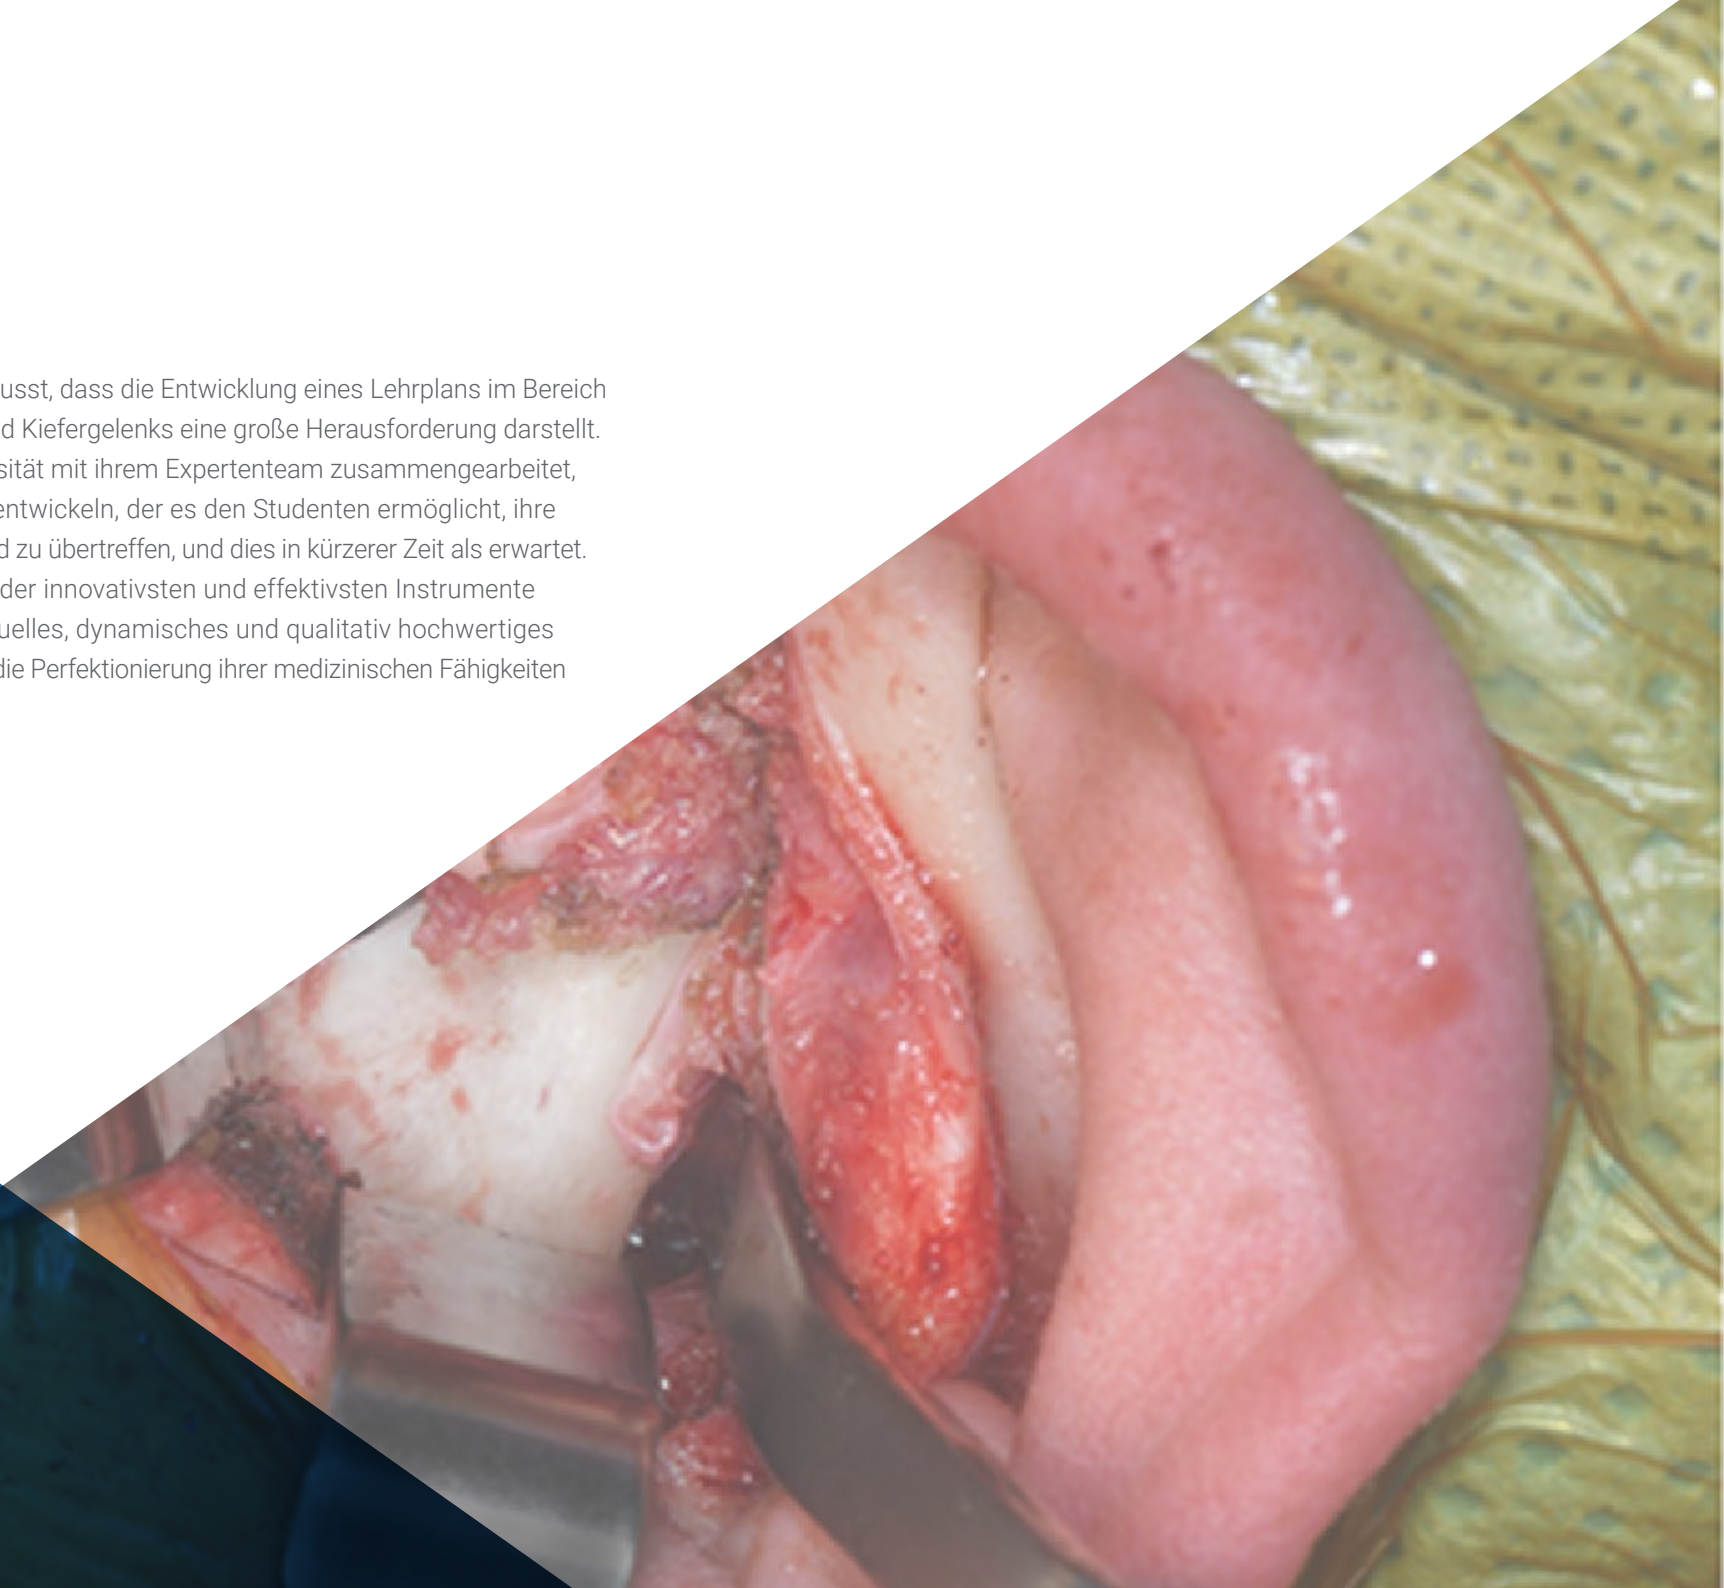 usst, dass die Entwicklung eines Lehrplans im Bereich
d Kiefergelenks eine große Herausforderung darstellt.
sität mit ihrem Expertenteam zusammengearbeitet,
entwickeln, der es den Studenten ermöglicht, ihre
d zu übertreffen, und dies in kürzerer Zeit als erwartet.
der innovativsten und effektivsten Instrumente
uelles, dynamisches und qualitativ hochwertiges
die Perfektionierung ihrer medizinischen Fähigkeiten